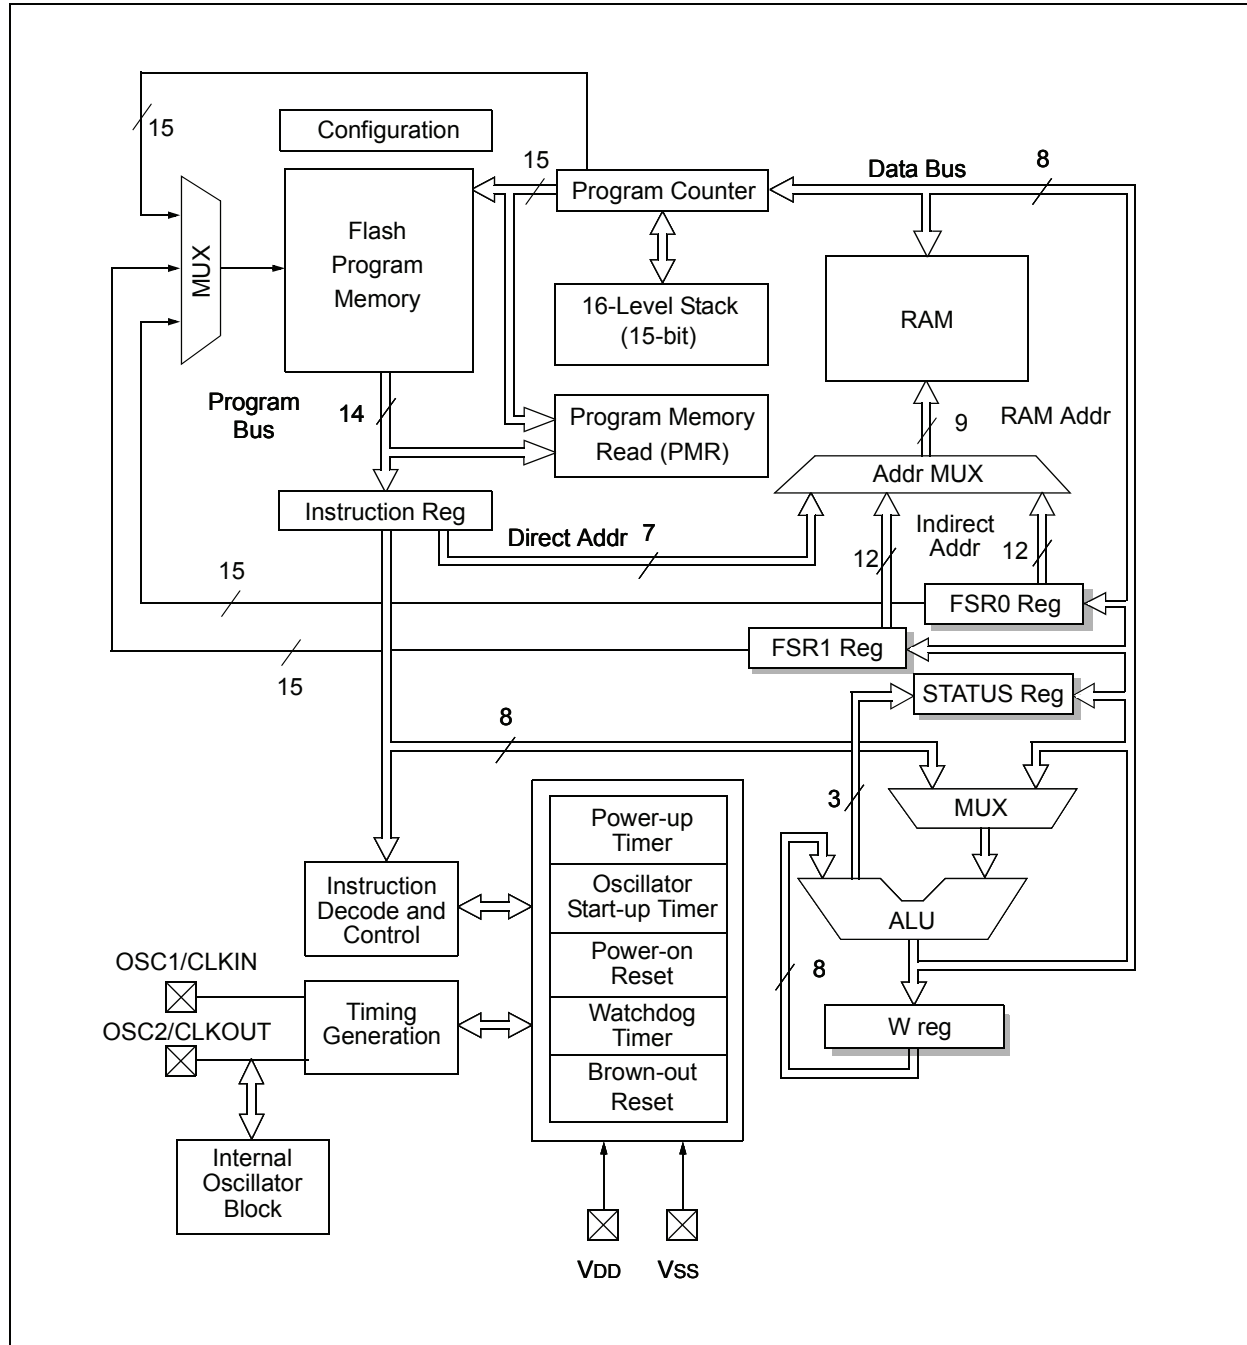 15
Configuration
15
Program Counter
Data Bus
8
MUX
Flash
Program
Memory
16-Level Stack
(15-bit)
RAM
Program
Bus
14
Program Memory
Read (PMR)
9
RAM Addr
Addr MUX
Instruction Reg
Direct Addr
7
Indirect
Addr
12
12
15
FSR0 Reg
FSR1 Reg
15
STATUS Reg
8
3
MUX
Power-up
Timer
Instruction
Decode and
Control
Oscillator
Start-up Timer
ALU
OSC1/CLKIN
Power-on
Reset
8
OSC2/CLKOUT
Timing
Generation
Watchdog
Timer
W reg
Brown-out
Reset
Internal
Oscillator
Block
VDD
VSS